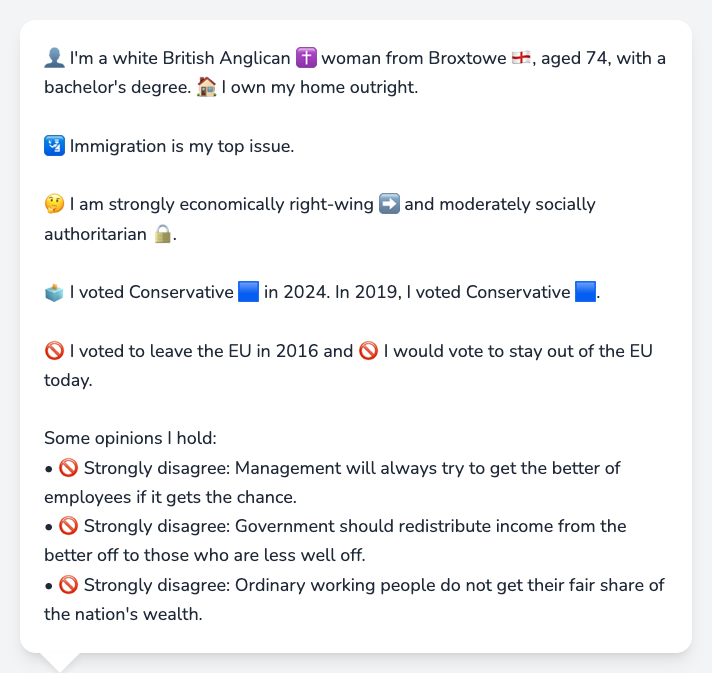 👤 I'm a white British Anglican ✝️ woman from Broxtowe 🏴󠁧󠁢󠁥󠁮󠁧󠁿, aged 74, with a
bachelor's degree. 🏠 I own my home outright.
🛂 Immigration is my top issue.
🤔 I am strongly economically right-wing ➡️ and moderately socially
authoritarian 🔒.
🗳️ I voted Conservative 🟦 in 2024. In 2019, I voted Conservative 🟦.
🚫 I voted to leave the EU in 2016 and 🚫 I would vote to stay out of the EU
today.
Some opinions I hold:
• 🚫 Strongly disagree: Management will always try to get the better of
employees if it gets the chance.
• 🚫 Strongly disagree: Government should redistribute income from the
better off to those who are less well off.
• 🚫 Strongly disagree: Ordinary working people do not get their fair share of
the nation's wealth.